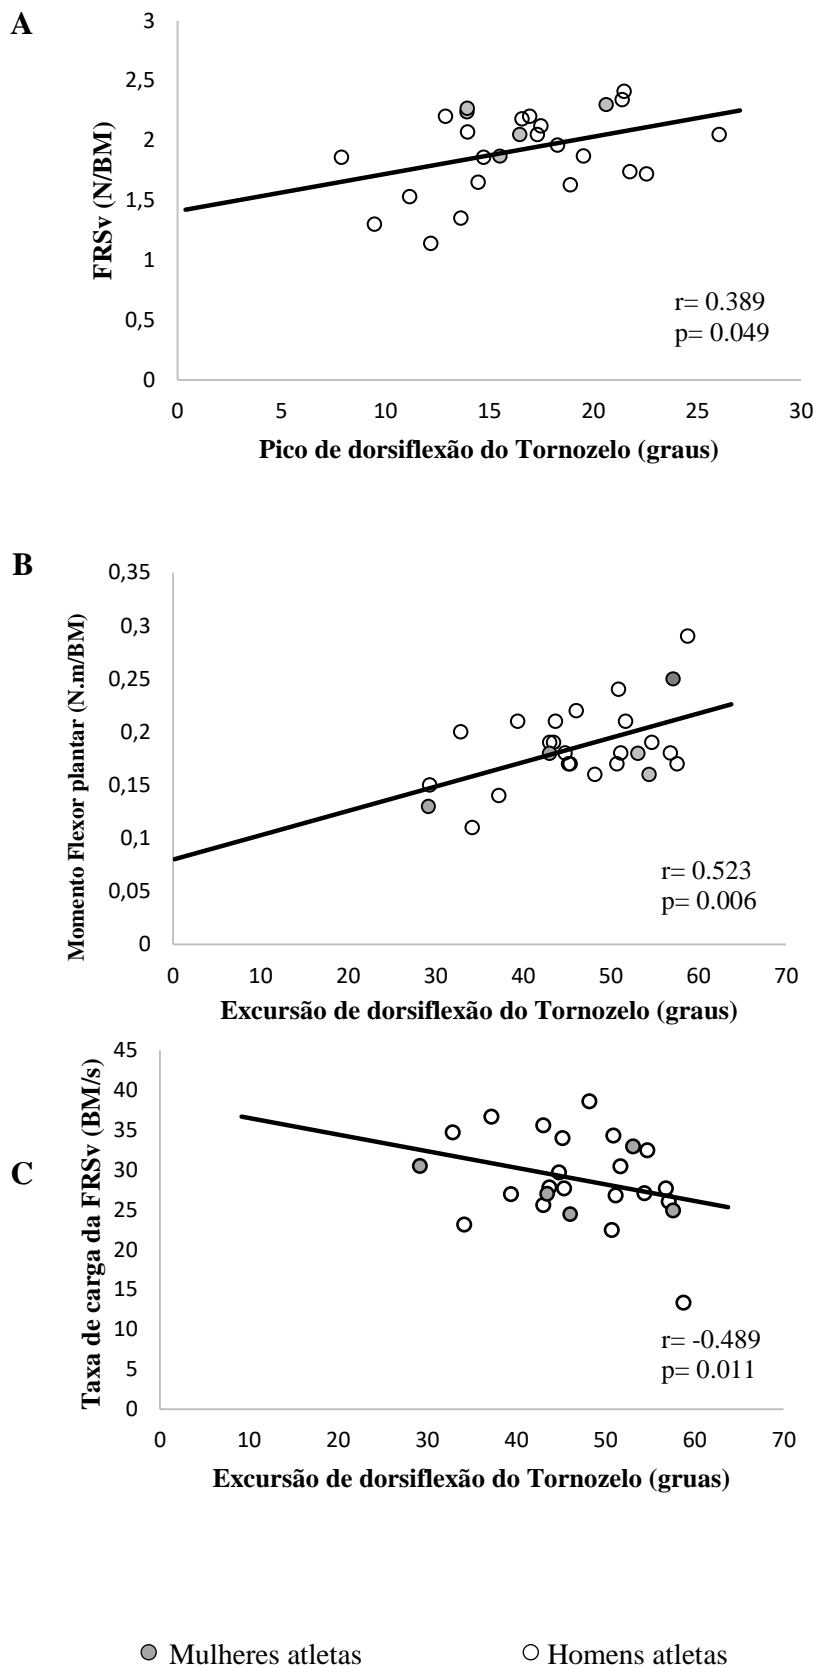 A
3
2,5
2
1,5
1
0,5
0
FRSv (N/BM)
r= 0.389
p= 0.049
0 5 10 15 20 25 30
Pico de dorsiflexão do Tornozelo (graus)
B
0,35
0,3
0,25
0,2
0,15
0,1
0,05
0
Momento Flexor plantar (N.m/BM)
r= 0.523
p= 0.006
0 10 20 30 40 50 60 70
Excursão de dorsiflexão do Tornozelo (graus)
C
45
40
35
30
25
20
15
10
5
0
Taxa de carga da FRSv (BM/s)
r= -0.489
p= 0.011
0 10 20 30 40 50 60 70
Excursão de dorsiflexão do Tornozelo (gruas)
Mulheres atletas
Homens atletas